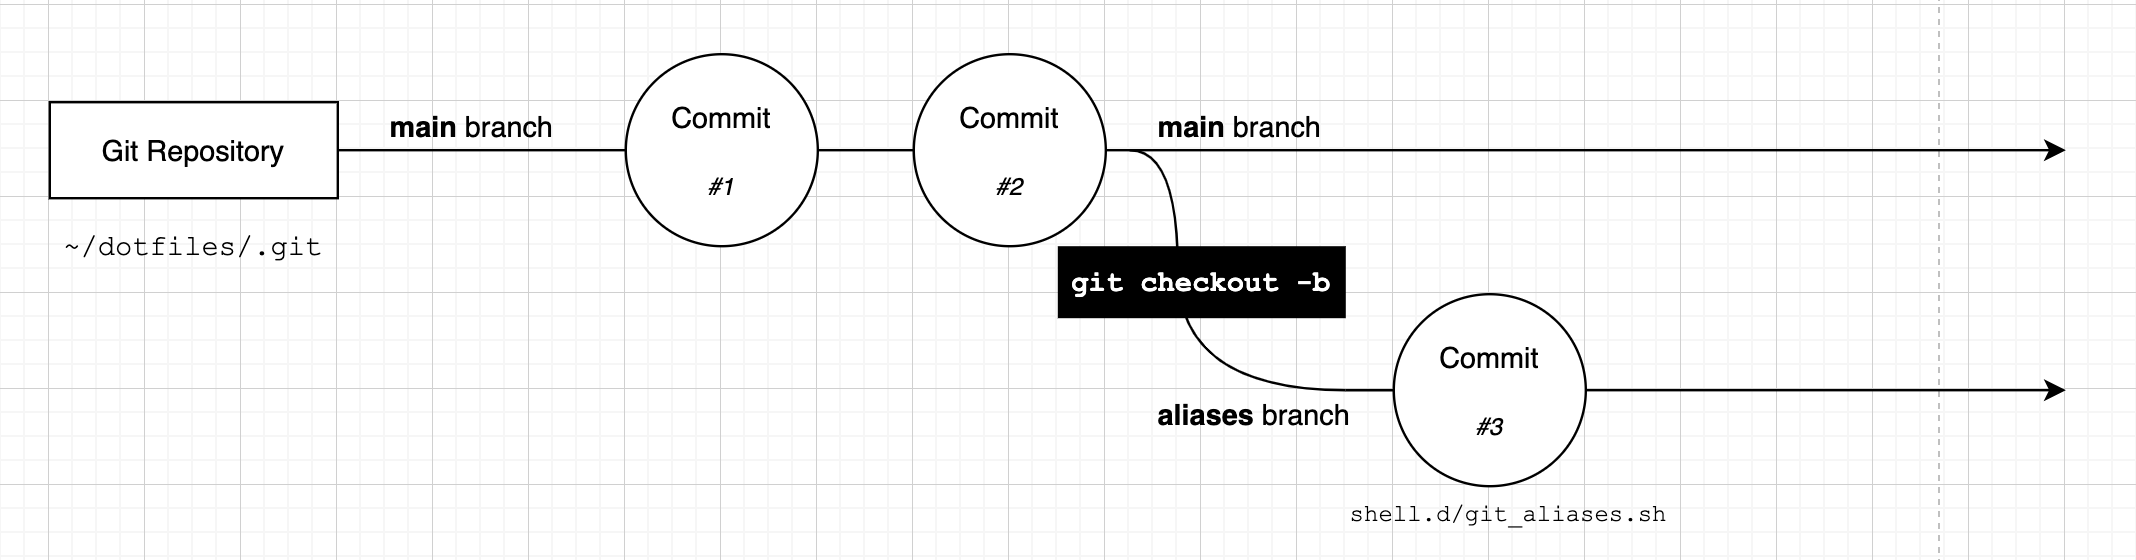 Git Repository
~/dotfiles/.git
main branch
Commit
#1
Commit
#2
main branch
git checkout -b
aliases branch
Commit
#3
shell.d/git_aliases.sh